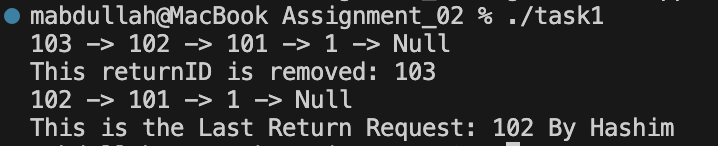 mabdullah@MacBook Assignment_02 % ./task1
103 -> 102 -> 101 -> 1 -> Null
This returnID is removed: 103
102 -> 101 -> 1 -> Null
This is the Last Return Request: 102 By Hashim